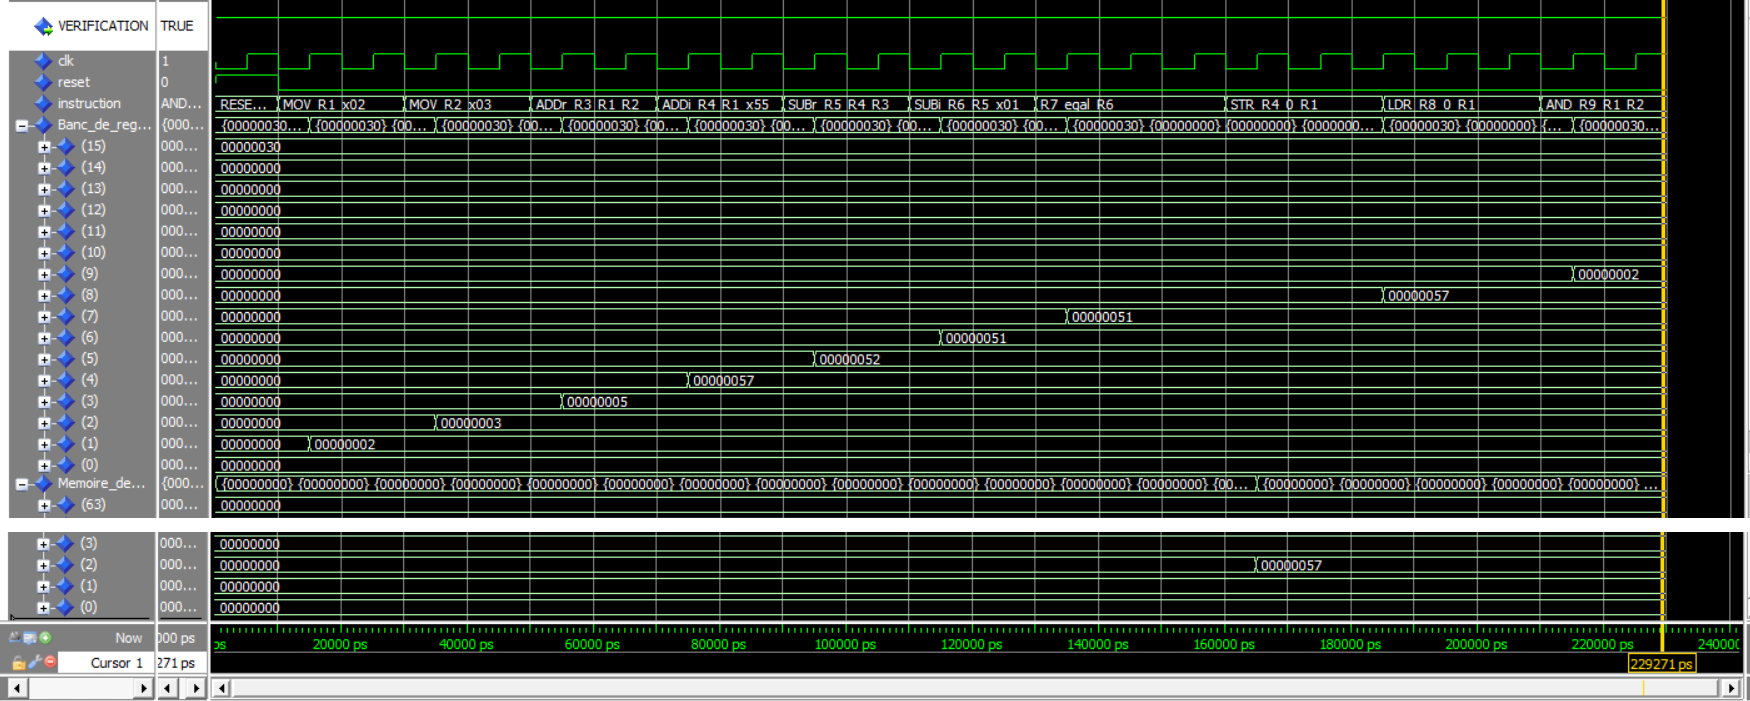 VERIFICATION TRUE
clk 1
reset 0
instruction AND... RESE... MOV R1 x02 MOV R2 x03 ADDr R3 R1 R2 ADDi R4 R1 x55 SUBr R5 R4 R3 SUBi R6 R5 x01 R7 egal R6 STR R4 0 R1 LDR R8 0 R1 AND R9 R1 R2
Banc_de_reg... {000... {00000030... {00000030} {00... {00000030} {00... {00000030} {00... {00000030} {00... {00000030} {00... {00000030} {00... {00000030} {00000000} {00000000} {0000000... {00000030} {00000000} {... {00000030...
(15) 000... 00000030
(14) 000... 00000000
(13) 000... 00000000
(12) 000... 00000000
(11) 000... 00000000
(10) 000... 00000000
(9) 000... 00000000 00000002
(8) 000... 00000000 00000057
(7) 000... 00000000 00000051
(6) 000... 00000000 00000051
(5) 000... 00000000 00000052
(4) 000... 00000000 00000057
(3) 000... 00000000 00000005
(2) 000... 00000000 00000003
(1) 000... 00000000 00000002
(0) 000... 00000000
Memoire_de... {000... {00000000} {00000000} {00000000} {00000000} {00000000} {00000000} {00000000} {00000000} {00000000} {00000000} {00000000} {00000000} {00000000} {00... {00000000} {00000000} {00000000} {00000000} {00000000} ...
(63) 000... 00000000
(3) 000... 00000000
(2) 000... 00000000 00000057
(1) 000... 00000000
(0) 000... 00000000
Now 000 ps ps 20000 ps 40000 ps 60000 ps 80000 ps 100000 ps 120000 ps 140000 ps 160000 ps 180000 ps 200000 ps 220000 ps 240000
Cursor 1 271 ps 229271 ps